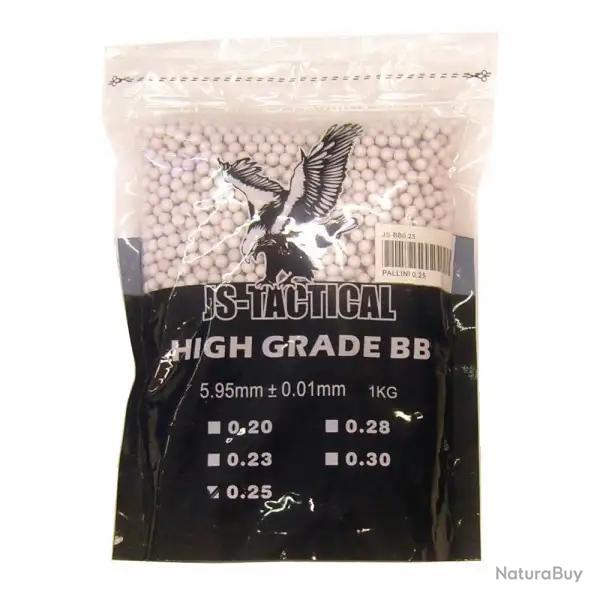 JS-BB0.25
PALLINI 0.25
JS-TACTICAL
HIGH GRADE BB
5.95mm ± 0.01mm 1KG
0.20 0.28
0.23 0.30
0.25
NaturaBuy